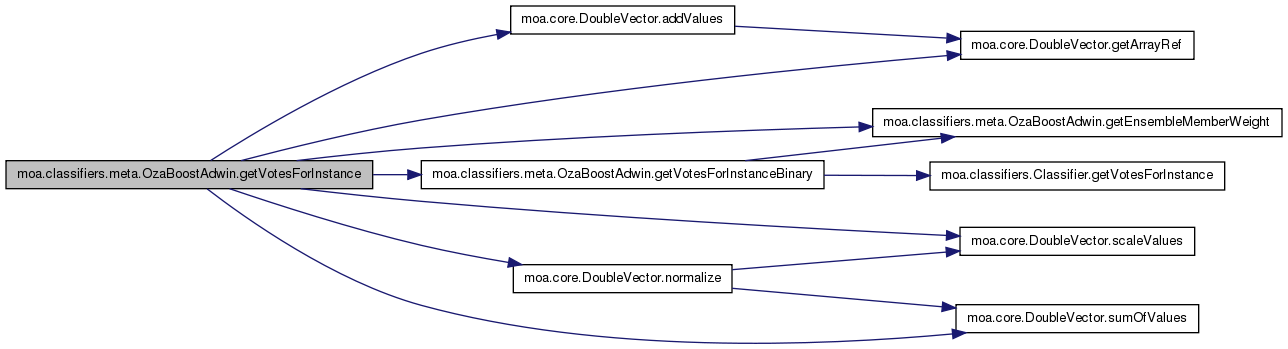 moa.core.DoubleVector.addValues
moa.core.DoubleVector.getArrayRef
moa.classifiers.meta.OzaBoostAdwin.getEnsembleMemberWeight
moa.classifiers.meta.OzaBoostAdwin.getVotesForInstance
moa.classifiers.meta.OzaBoostAdwin.getVotesForInstanceBinary
moa.classifiers.Classifier.getVotesForInstance
moa.core.DoubleVector.scaleValues
moa.core.DoubleVector.normalize
moa.core.DoubleVector.sumOfValues